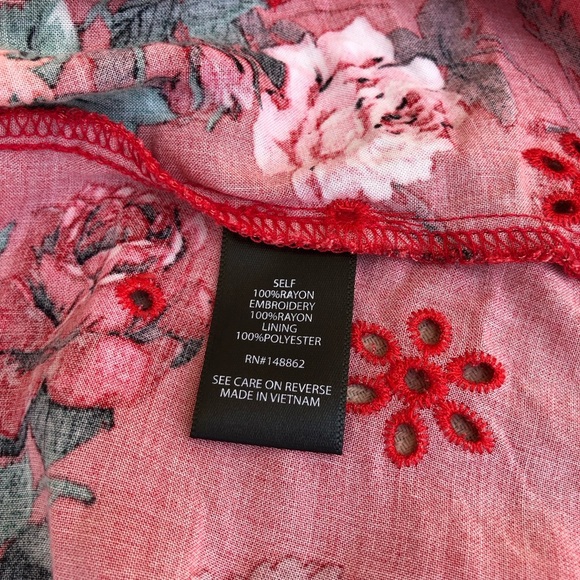 SELF
100%RAYON
EMBROIDERY
100%RAYON
LINING
100%POLYESTER
RN#148862
SEE CARE ON REVERSE
MADE IN VIETNAM